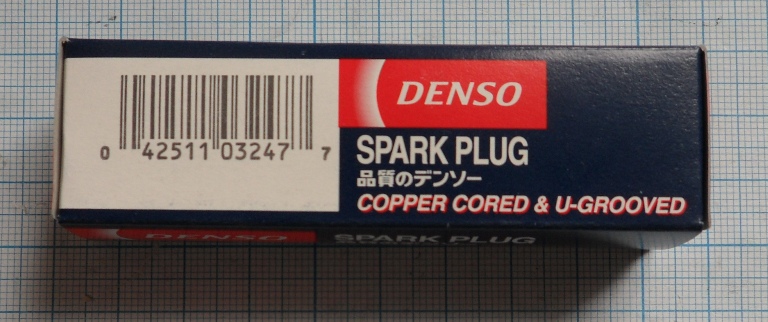 0 42511 03247 7
DENSO
SPARK PLUG
品質のデンソー
COPPER CORED & U-GROOVED
DENSO
SPARK PLUG